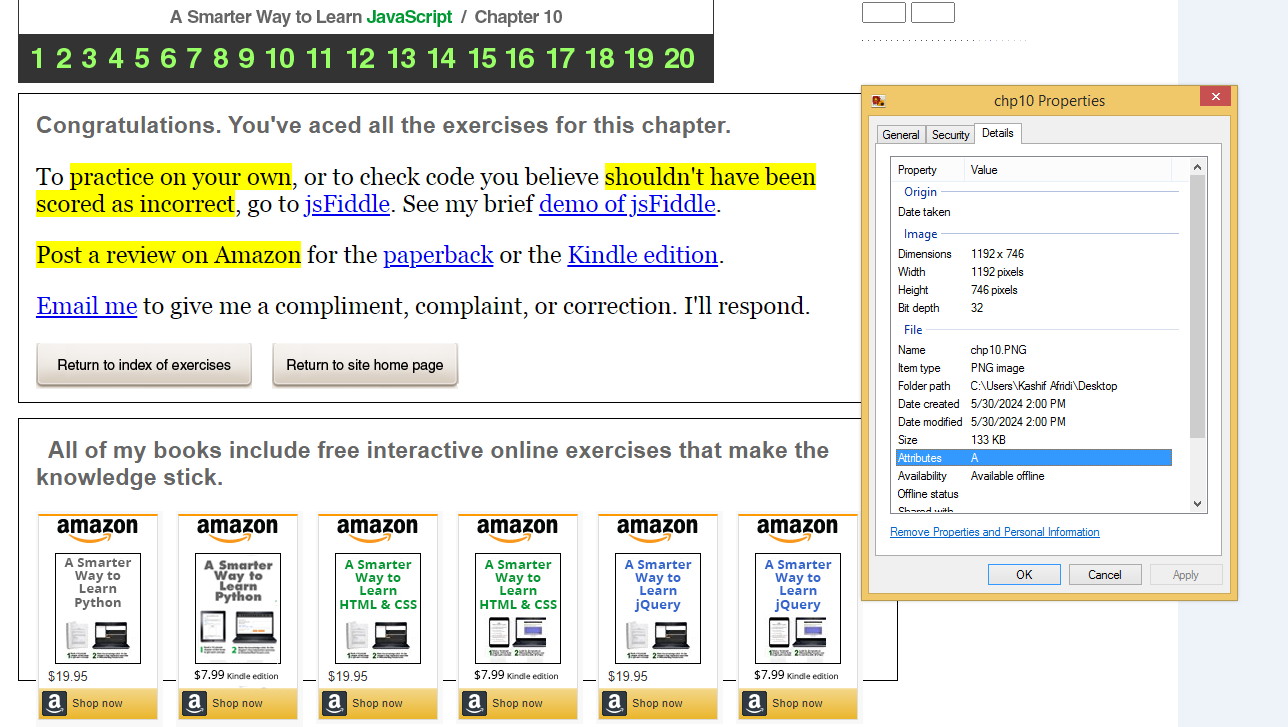 A Smarter Way to Learn JavaScript / Chapter 10
1 2 3 4 5 6 7 8 9 10 11 12 13 14 15 16 17 18 19 20
Congratulations. You've aced all the exercises for this chapter.
To practice on your own, or to check code you believe shouldn't have been
scored as incorrect, go to jsFiddle. See my brief demo of jsFiddle.
Post a review on Amazon for the paperback or the Kindle edition.
Email me to give me a compliment, complaint, or correction. I'll respond.
Return to index of exercises
Return to site home page
All of my books include free interactive online exercises that make the
knowledge stick.
amazon
A Smarter
Way to
Learn
Python
$19.95
a Shop now
amazon
A Smarter
Way to
Learn
Python
$7.99 Kindle edition
a Shop now
amazon
A Smarter
Way to
Learn
HTML & CSS
$19.95
a Shop now
amazon
A Smarter
Way to
Learn
HTML & CSS
$7.99 Kindle edition
a Shop now
amazon
A Smarter
Way to
Learn
jQuery
$19.95
a Shop now
amazon
A Smarter
Way to
Learn
jQuery
$7.99 Kindle edition
a Shop now
chp10 Properties
General Security Details
Property Value
Origin
Date taken
Image
Dimensions 1192 x 746
Width 1192 pixels
Height 746 pixels
Bit depth 32
File
Name chp10.PNG
Item type PNG image
Folder path C:\Users\Kashif Afridi\Desktop
Date created 5/30/2024 2:00 PM
Date modified 5/30/2024 2:00 PM
Size 133 KB
Attributes A
Availability Available offline
Offline status
Shared with
Remove Properties and Personal Information
OK Cancel Apply